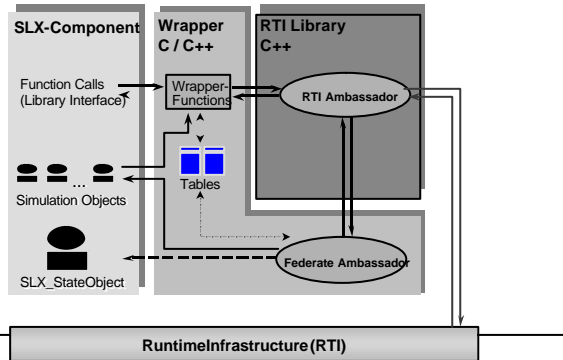 SLX-Component
Wrapper
C / C++
RTI Library
C++
Function Calls
(Library Interface)
Wrapper-
Functions
RTI Ambassador
...
Tables
Simulation Objects
Federate Ambassador
SLX_StateObject
RuntimeInfrastructure(RTI)